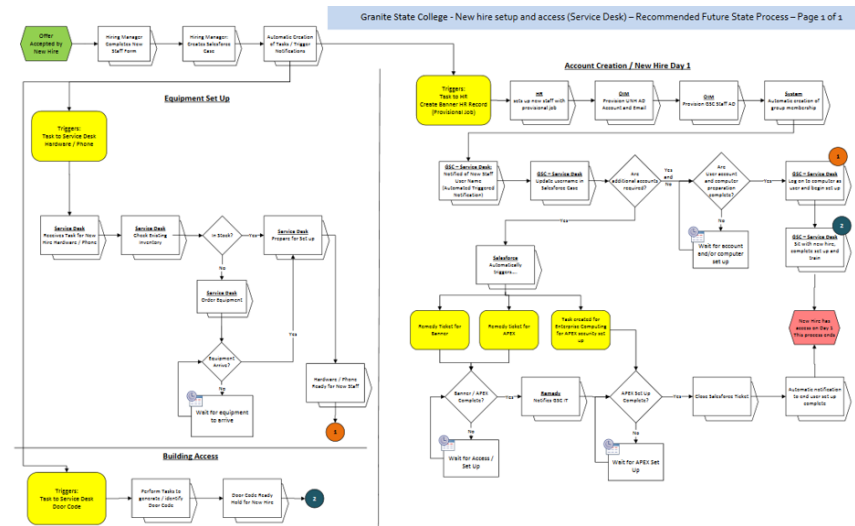 Granite State College - New hire setup and access (Service Desk) – Recommended Future State Process – Page 1 of 1
Offer
Accepted by
New Hire
Hiring Manager
Completes New
Staff Form
Hiring Manager:
Creates Salesforce
Case
Automatic Creation
of Tasks / Trigger
Notifications
Equipment Set Up
Triggers:
Task to Service Desk
Hardware / Phone
Service Desk
Receives Task for New
Hire Hardware / Phone
Service Desk
Check Existing
Inventory
In Stock?
Yes
Service Desk
Prepare for Set up
No
Service Desk
Order Equipment
Yes
Equipment
Arrive?
No
Wait for equipment
to arrive
Hardware / Phone
Ready for New Staff
1
Building Access
Triggers:
Task to Service Desk
Door Code
Perform Tasks to
generate / identify
Door Code
Door Code Ready
Held for New Hire
2
Account Creation / New Hire Day 1
Triggers:
Task to HR
Create Banner HR Record
(Provisional Job)
HR
sets up new staff with
provisional job
Provision UNH AD
Account and Email
Provision GSC Staff AD
System
Automatic creation of
group membership
GSC – Service Desk:
Notified of New Staff
User Name
(Automated Triggered
Notification)
GSC – Service Desk
Update username in
Salesforce Case
Are
additional accounts
required?
Yes
and
No
Are
User account
and computer
preparation
complete?
Yes
1
GSC – Service Desk
Log on to computer as
user and begin set up
No
Wait for account
and/or computer
set up
2
GSC – Service Desk
Sit with new hire,
complete set up and
train
Yes
Salesforce
Automatically
triggers...
Remedy Ticket for
Banner
Remedy ticket for
APEX
Task created for
Enterprise Computing
for APEX security set
up
New Hire has
access on Day 1
This process ends
Banner / APEX
Complete?
Yes
Remedy
Notifies GSC IT
APEX Set Up
Complete?
Yes
Close Salesforce Ticket
Automatic notification
to end user set up
complete
No
Wait for Access /
Set Up
No
Wait for APEX Set
Up